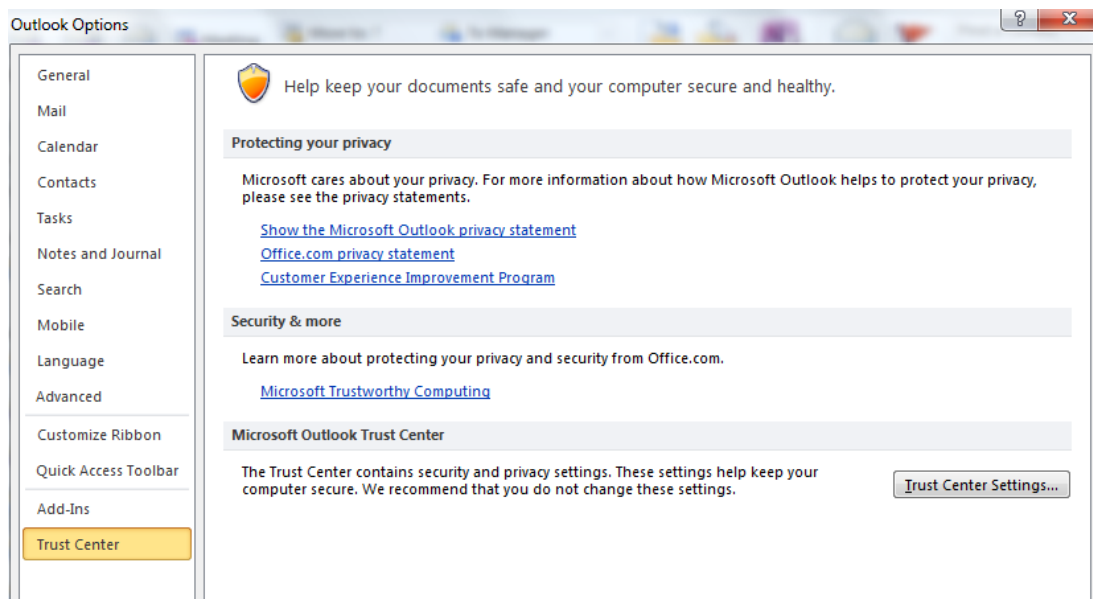 Outlook Options
General
Mail
Calendar
Contacts
Tasks
Notes and Journal
Search
Mobile
Language
Advanced
Customize Ribbon
Quick Access Toolbar
Add-Ins
Trust Center
Help keep your documents safe and your computer secure and healthy.
Protecting your privacy
Microsoft cares about your privacy. For more information about how Microsoft Outlook helps to protect your privacy,
please see the privacy statements.
Show the Microsoft Outlook privacy statement
Office.com privacy statement
Customer Experience Improvement Program
Security & more
Learn more about protecting your privacy and security from Office.com.
Microsoft Trustworthy Computing
Microsoft Outlook Trust Center
The Trust Center contains security and privacy settings. These settings help keep your
computer secure. We recommend that you do not change these settings.
Trust Center Settings...